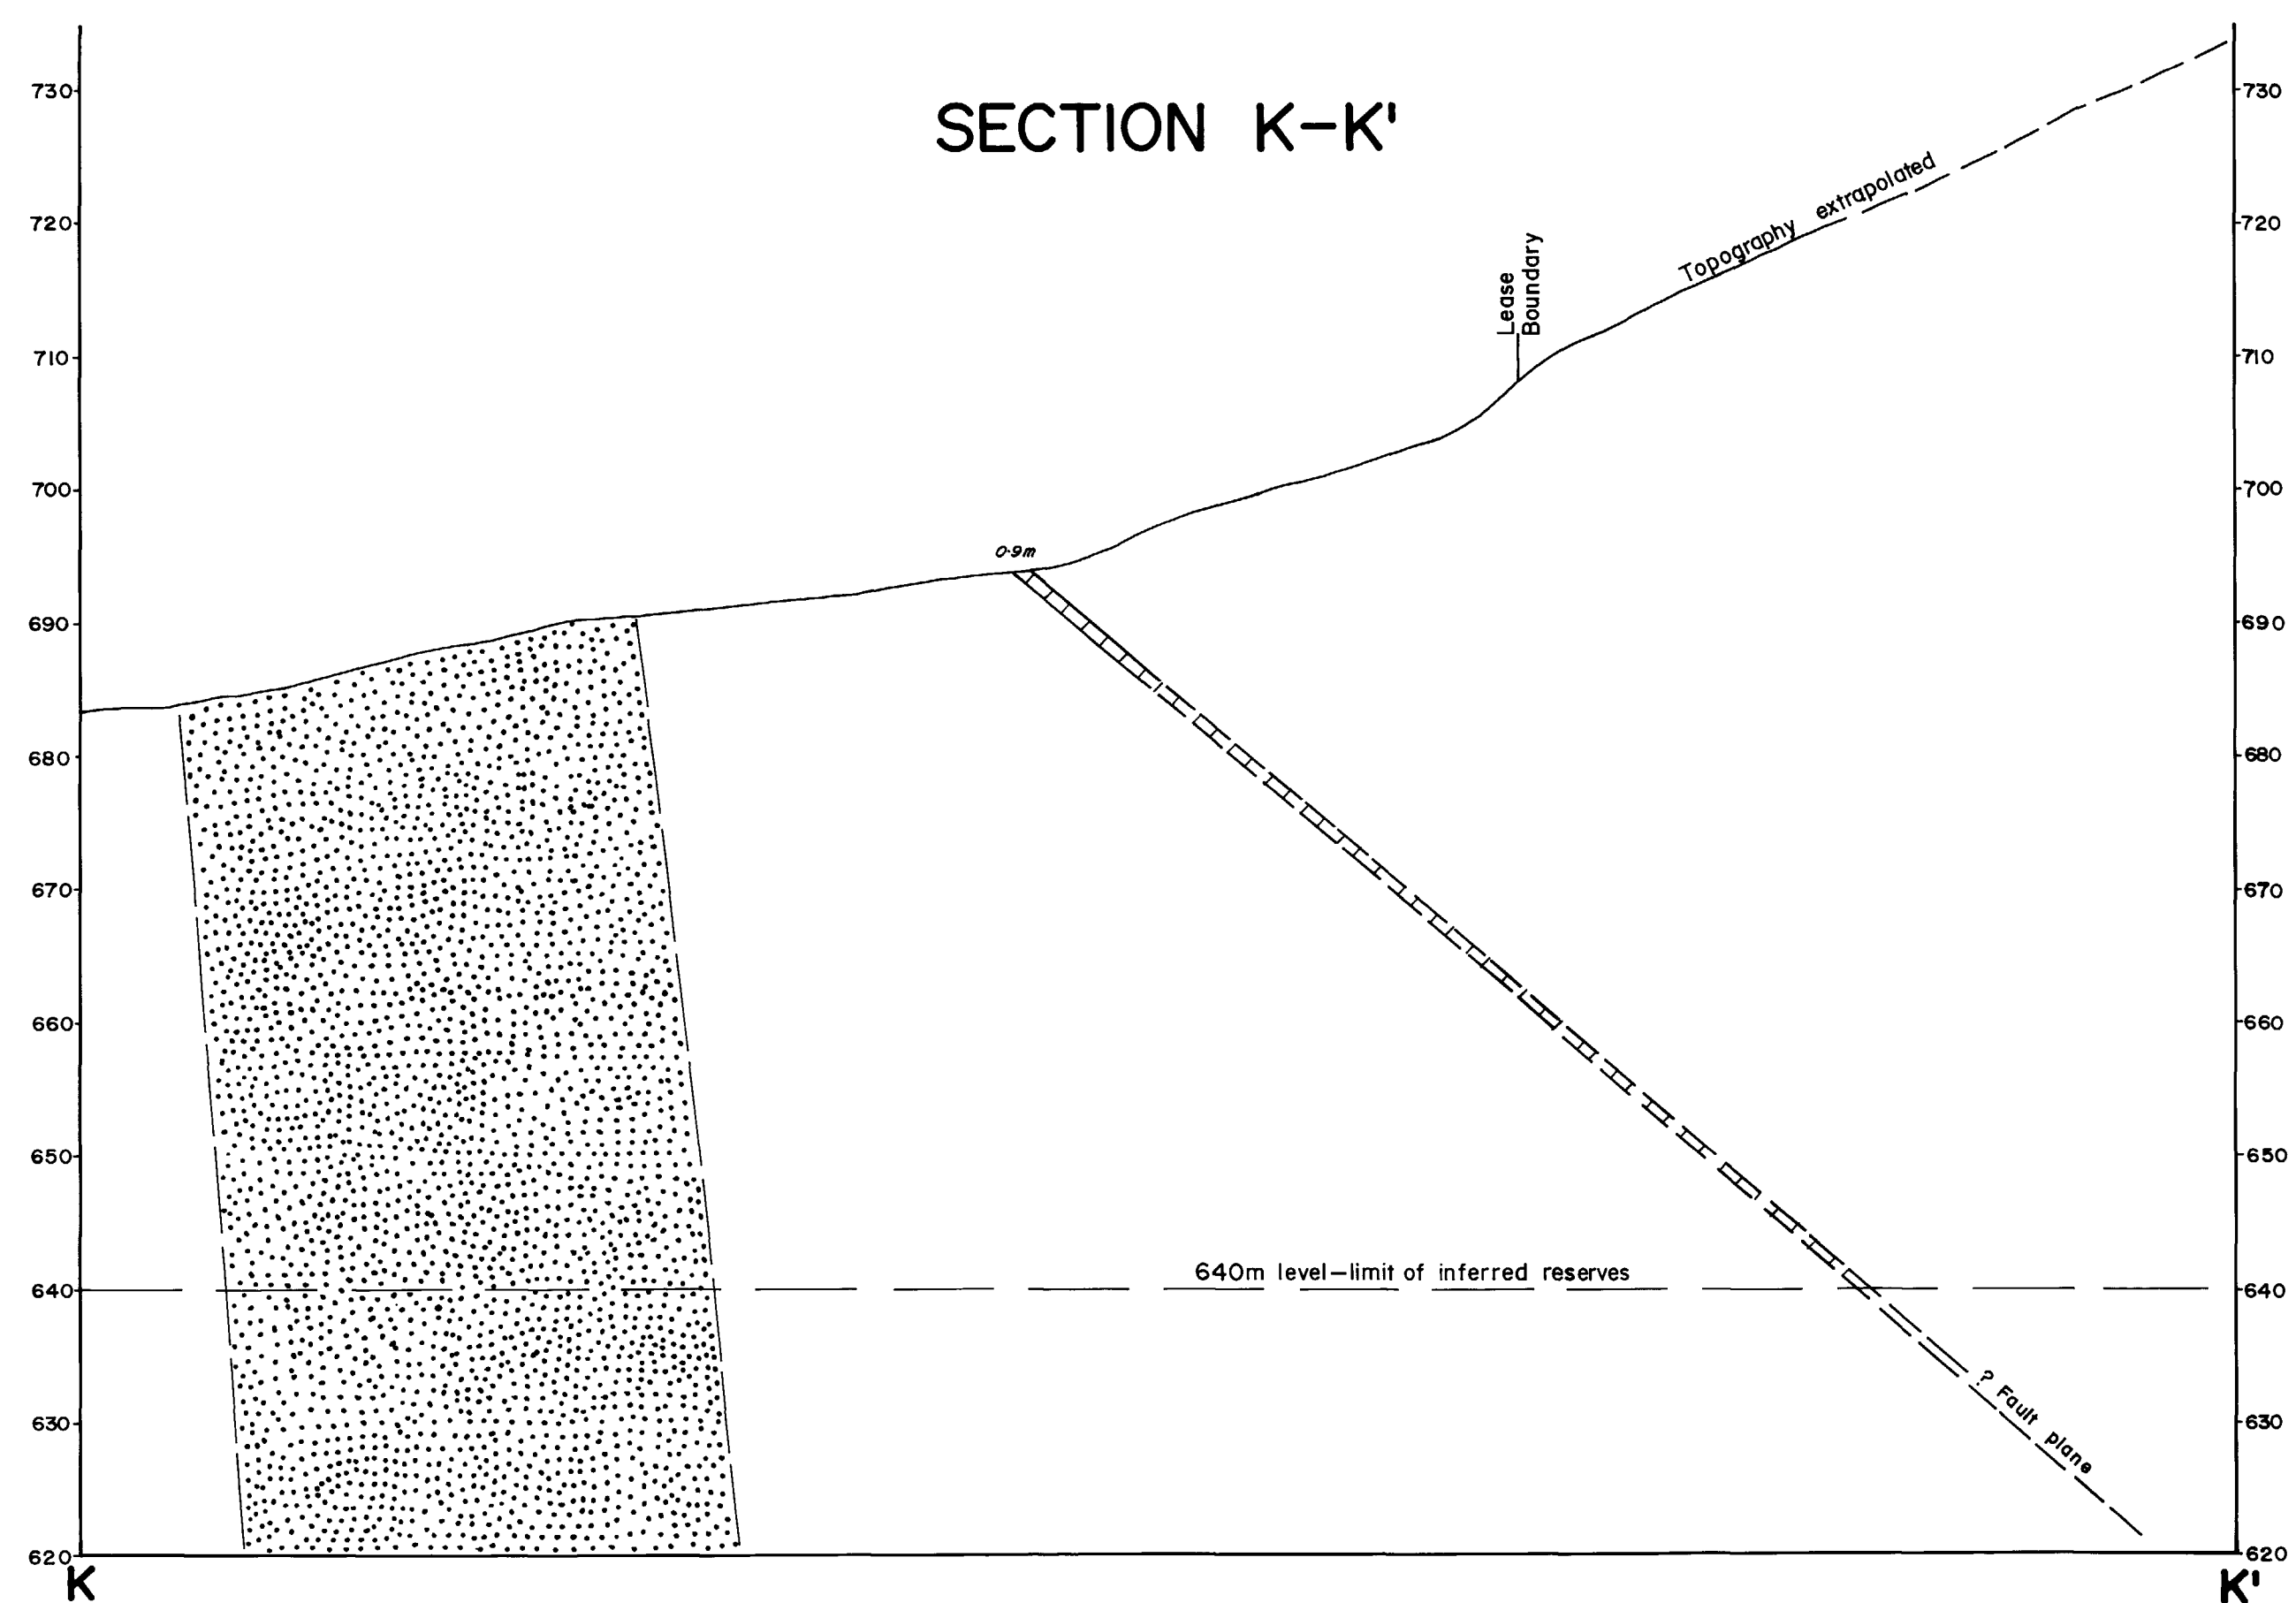 SECTION K–K'
730
720
710
700
690
680
670
660
650
640
630
620
730
720
710
700
690
680
670
660
650
640
630
620
Topography extrapolated
Lease
Boundary
0·9m
640m level–limit of inferred reserves
? Fault plane
K
K'